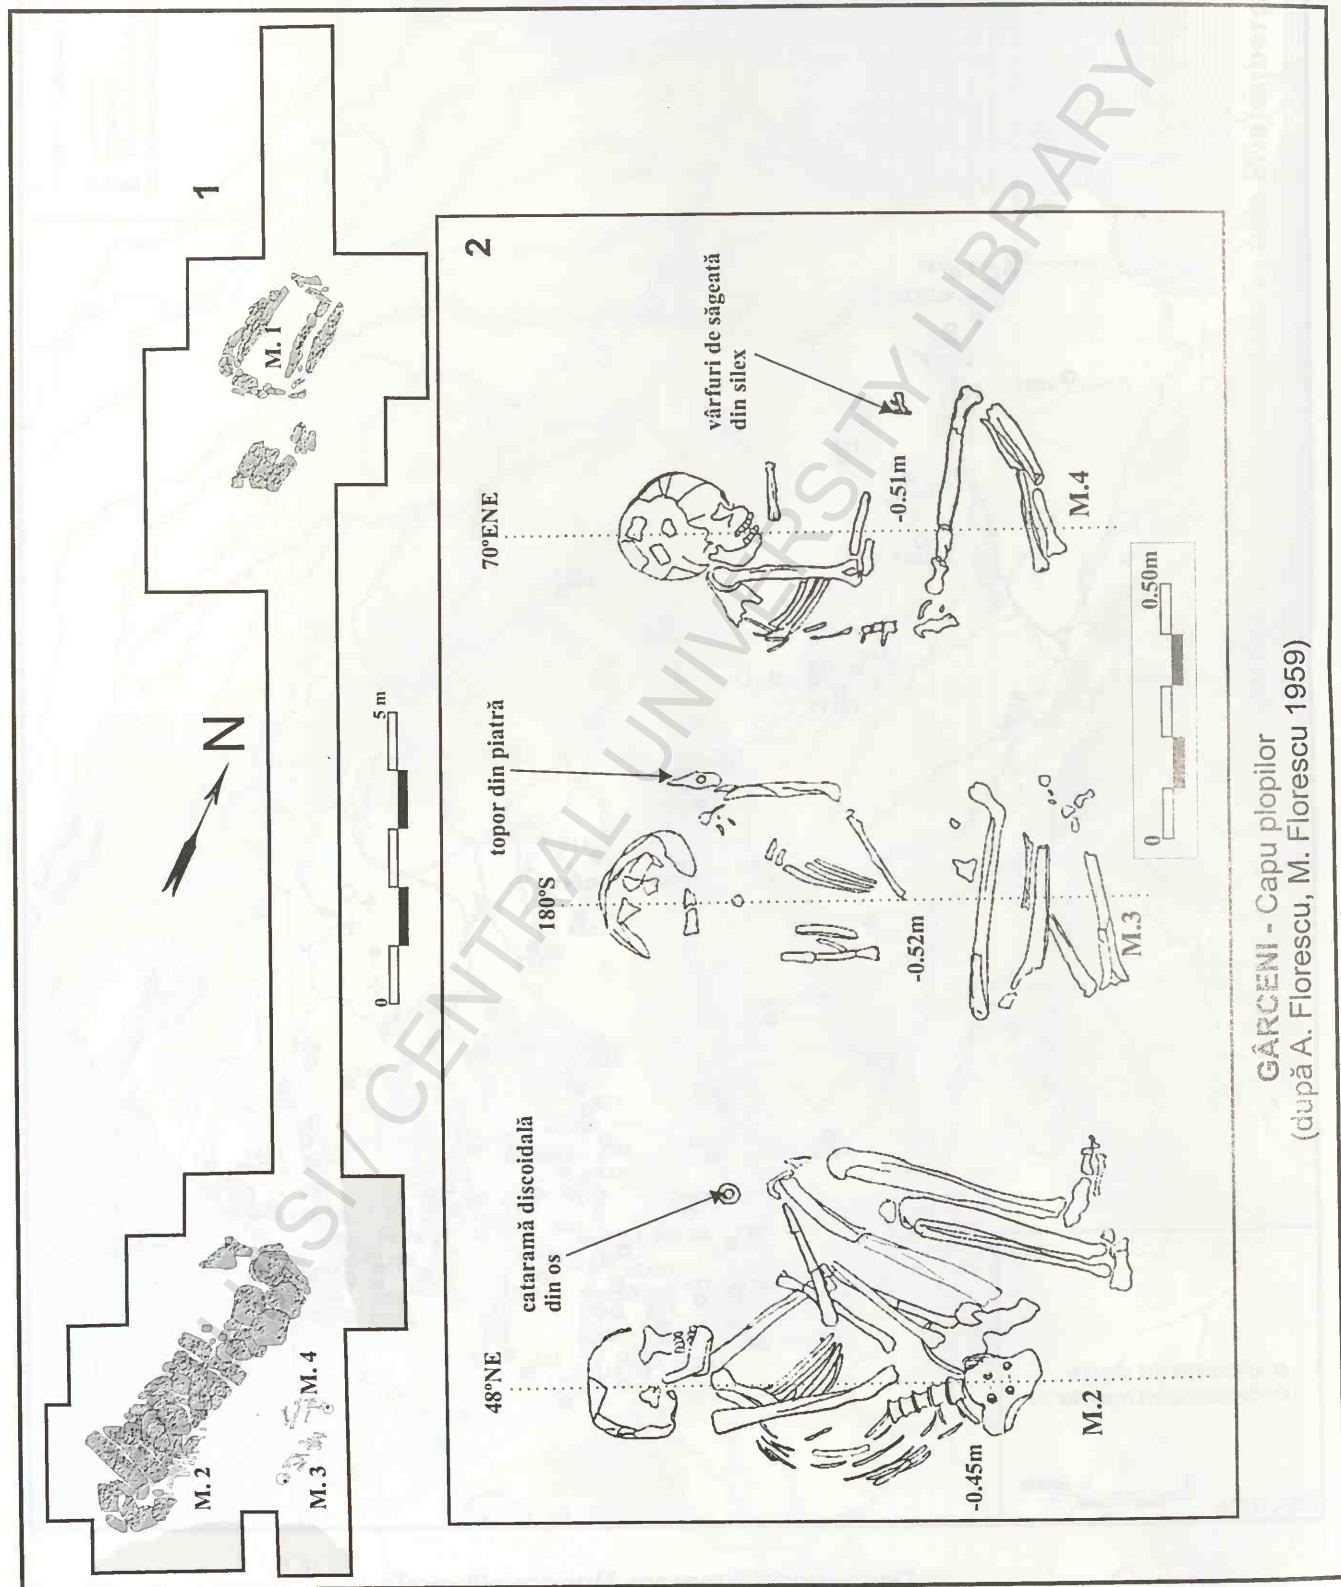 1
M. 1
N
0
5 m
M. 2
M. 3
M. 4
2
48°NE
cataramă discoidală
din os
-0.45m
M.2
180°S
topor din piatră
-0.52m
M.3
70°ENE
vârfuri de săgeată
din silex
-0.51m
M.4
0
0.50m
GÂRCENI - Capu plopilor
(după A. Florescu, M. Florescu 1959)
IASI / CENTRAL UNIVERSITY LIBRARY